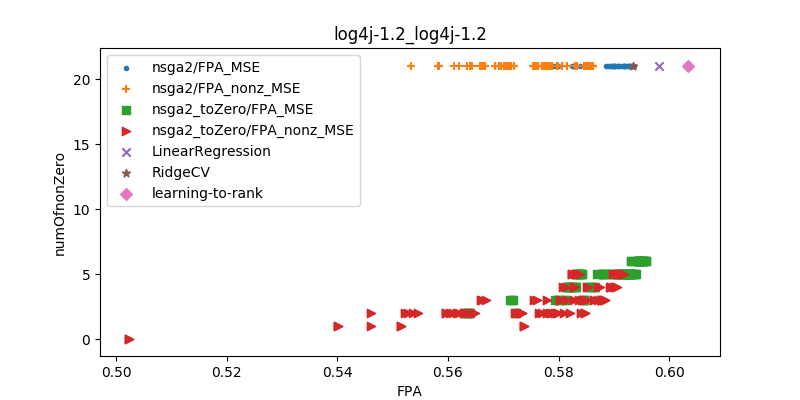 log4j-1.2_log4j-1.2
nsga2/FPA_MSE
nsga2/FPA_nonz_MSE
nsga2_toZero/FPA_MSE
nsga2_toZero/FPA_nonz_MSE
LinearRegression
RidgeCV
learning-to-rank
numOfnonZero
20
15
10
5
0
0.50 0.52 0.54 0.56 0.58 0.60
FPA